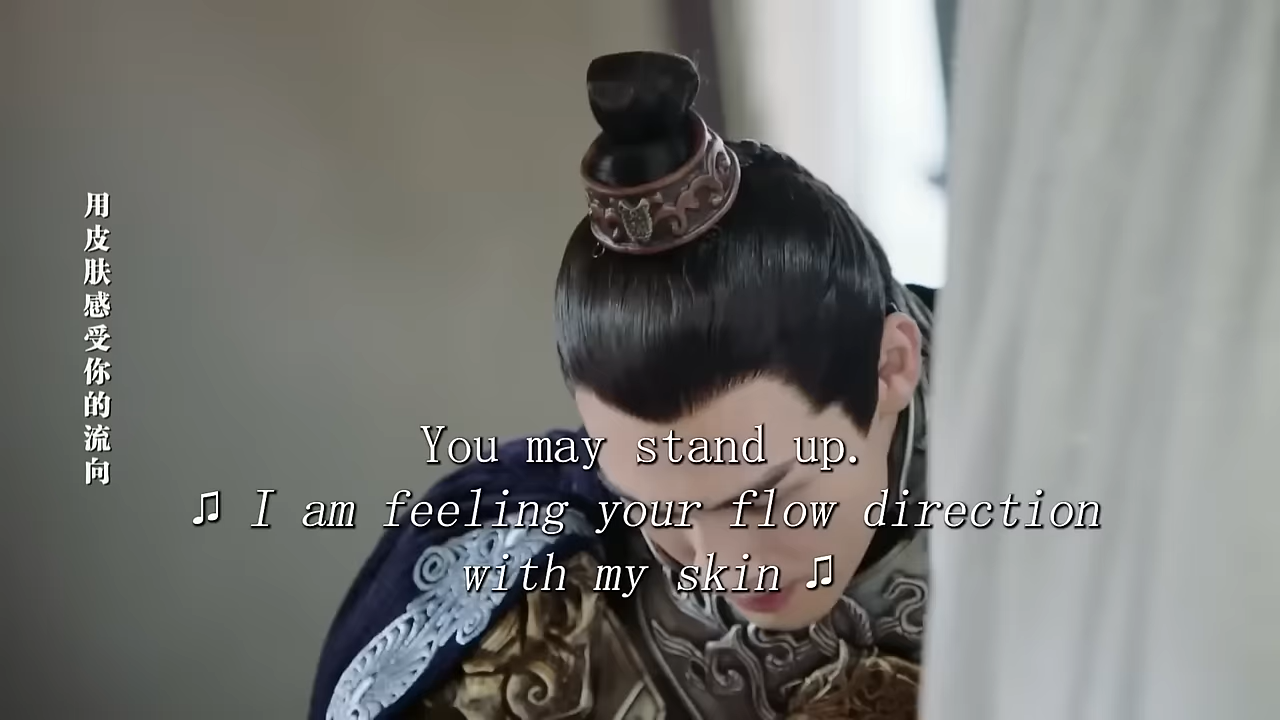 用皮肤感受你的流向
You may stand up.
♫ I am feeling your flow direction
with my skin ♫